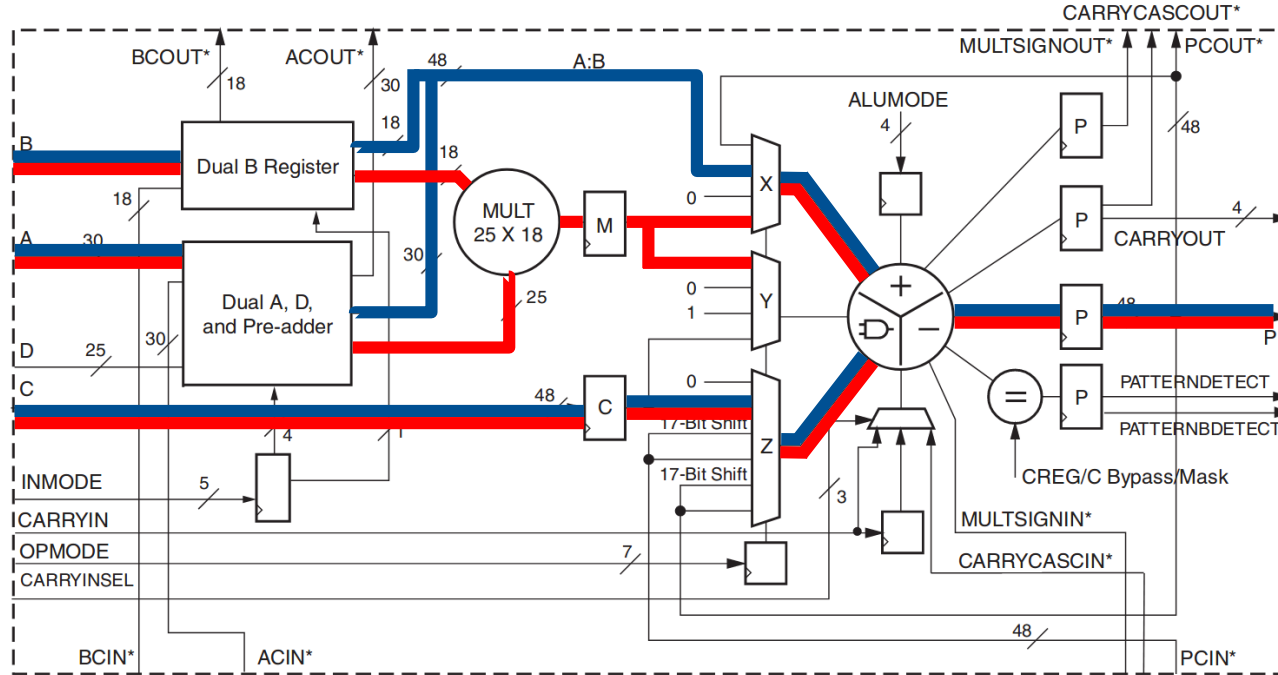 CARRYCASCOUT*
BCOUT* ACOUT* MULTSIGNOUT* PCOUT*
48 A:B
18 30
ALUMODE
4
P
48
18
B
Dual B Register
18
X
18
0
MULT
25 X 18
M
P
4
CARRYOUT
A 30
30
Dual A, D,
and Pre-adder
25
0
Y
1
+
−
48
P
P
30
D 25
C
48
C
0
17-Bit Shift
Z
17-Bit Shift
=
P
PATTERNDETECT
PATTERNBDETECT
CREG/C Bypass/Mask
4
1
INMODE 5
3
CARRYIN
MULTSIGNIN*
OPMODE 7
CARRYINSEL
CARRYCASCIN*
48
BCIN* ACIN* PCIN*